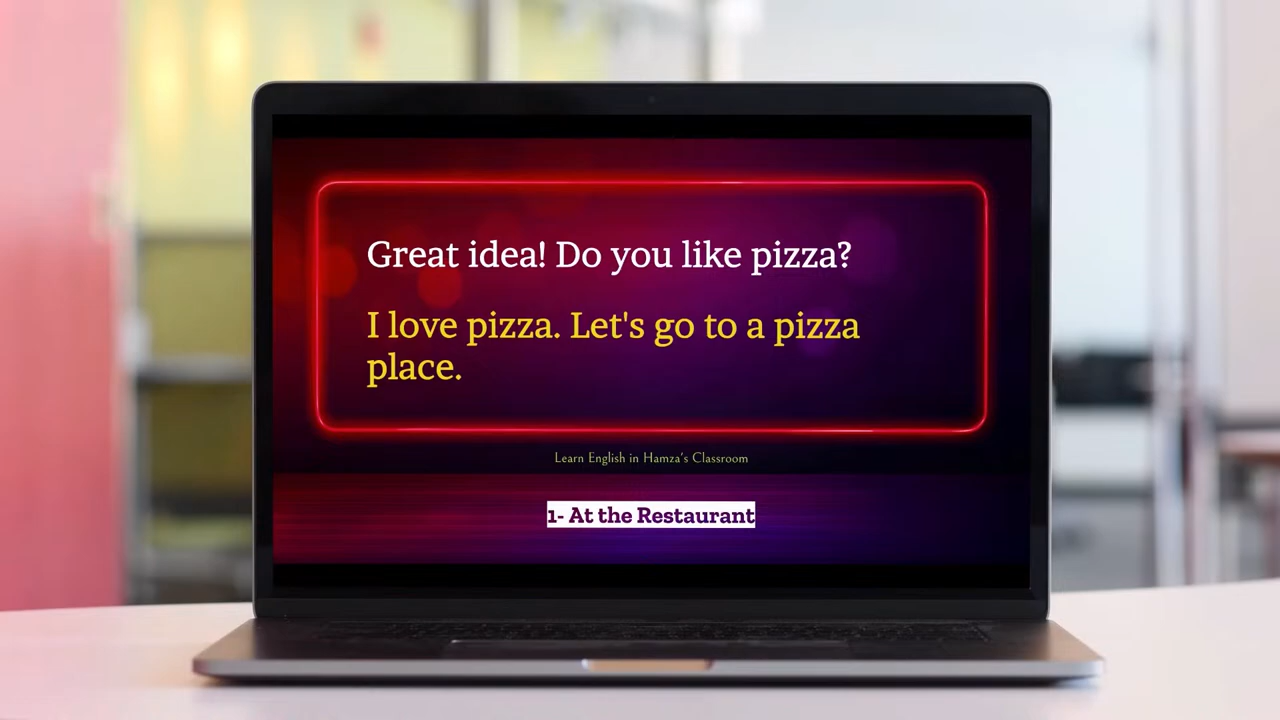 Great idea! Do you like pizza?
I love pizza. Let's go to a pizza
place.
Learn English in Hamza's Classroom
1- At the Restaurant